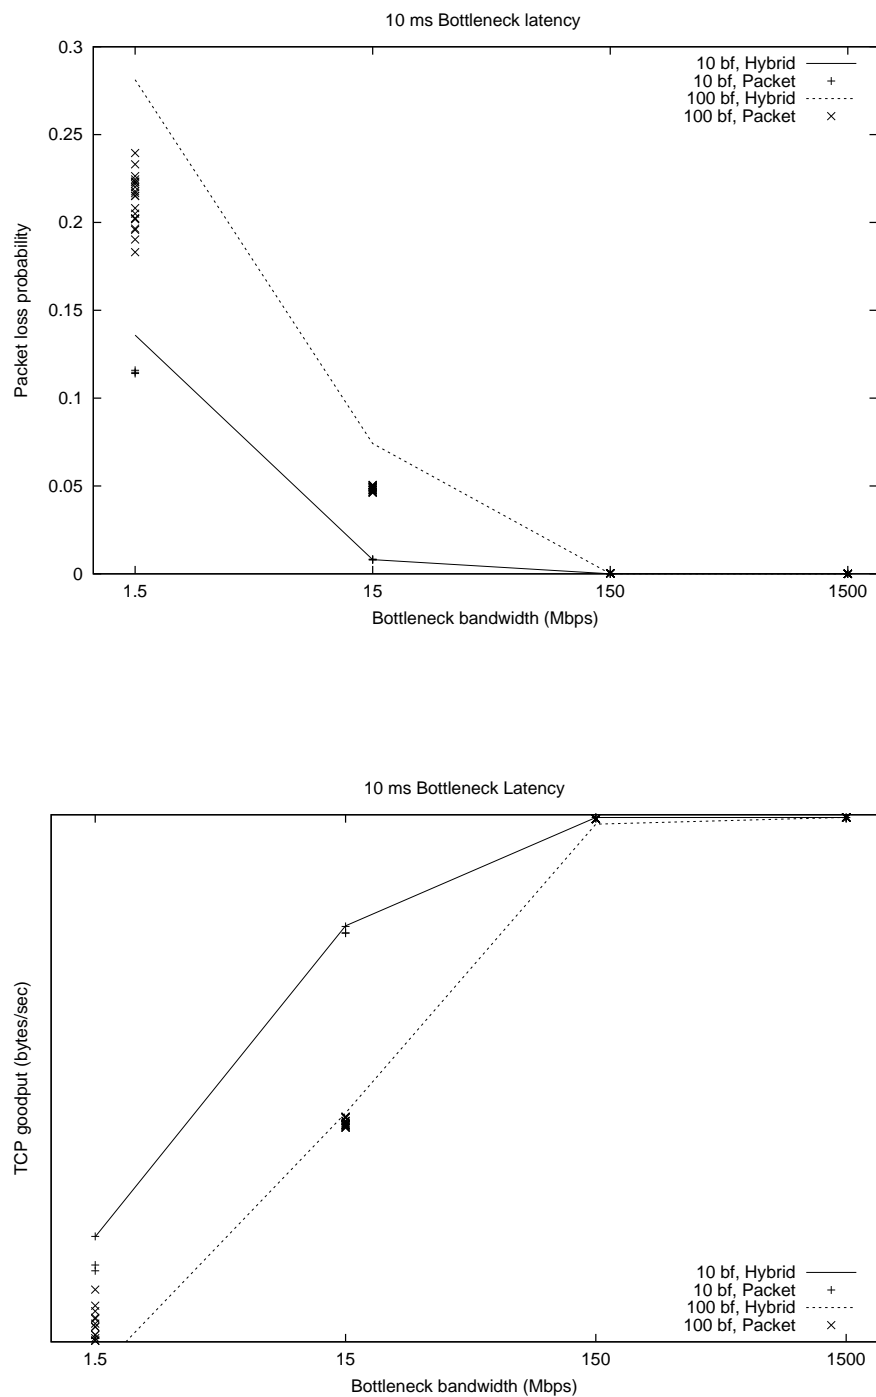 10 ms Bottleneck latency
0.3
0.25
0.2
0.15
0.1
0.05
0
Packet loss probability
10 bf, Hybrid
10 bf, Packet
100 bf, Hybrid
100 bf, Packet
1.5 15 150 1500
Bottleneck bandwidth (Mbps)
10 ms Bottleneck Latency
TCP goodput (bytes/sec)
10 bf, Hybrid
10 bf, Packet
100 bf, Hybrid
100 bf, Packet
1.5 15 150 1500
Bottleneck bandwidth (Mbps)